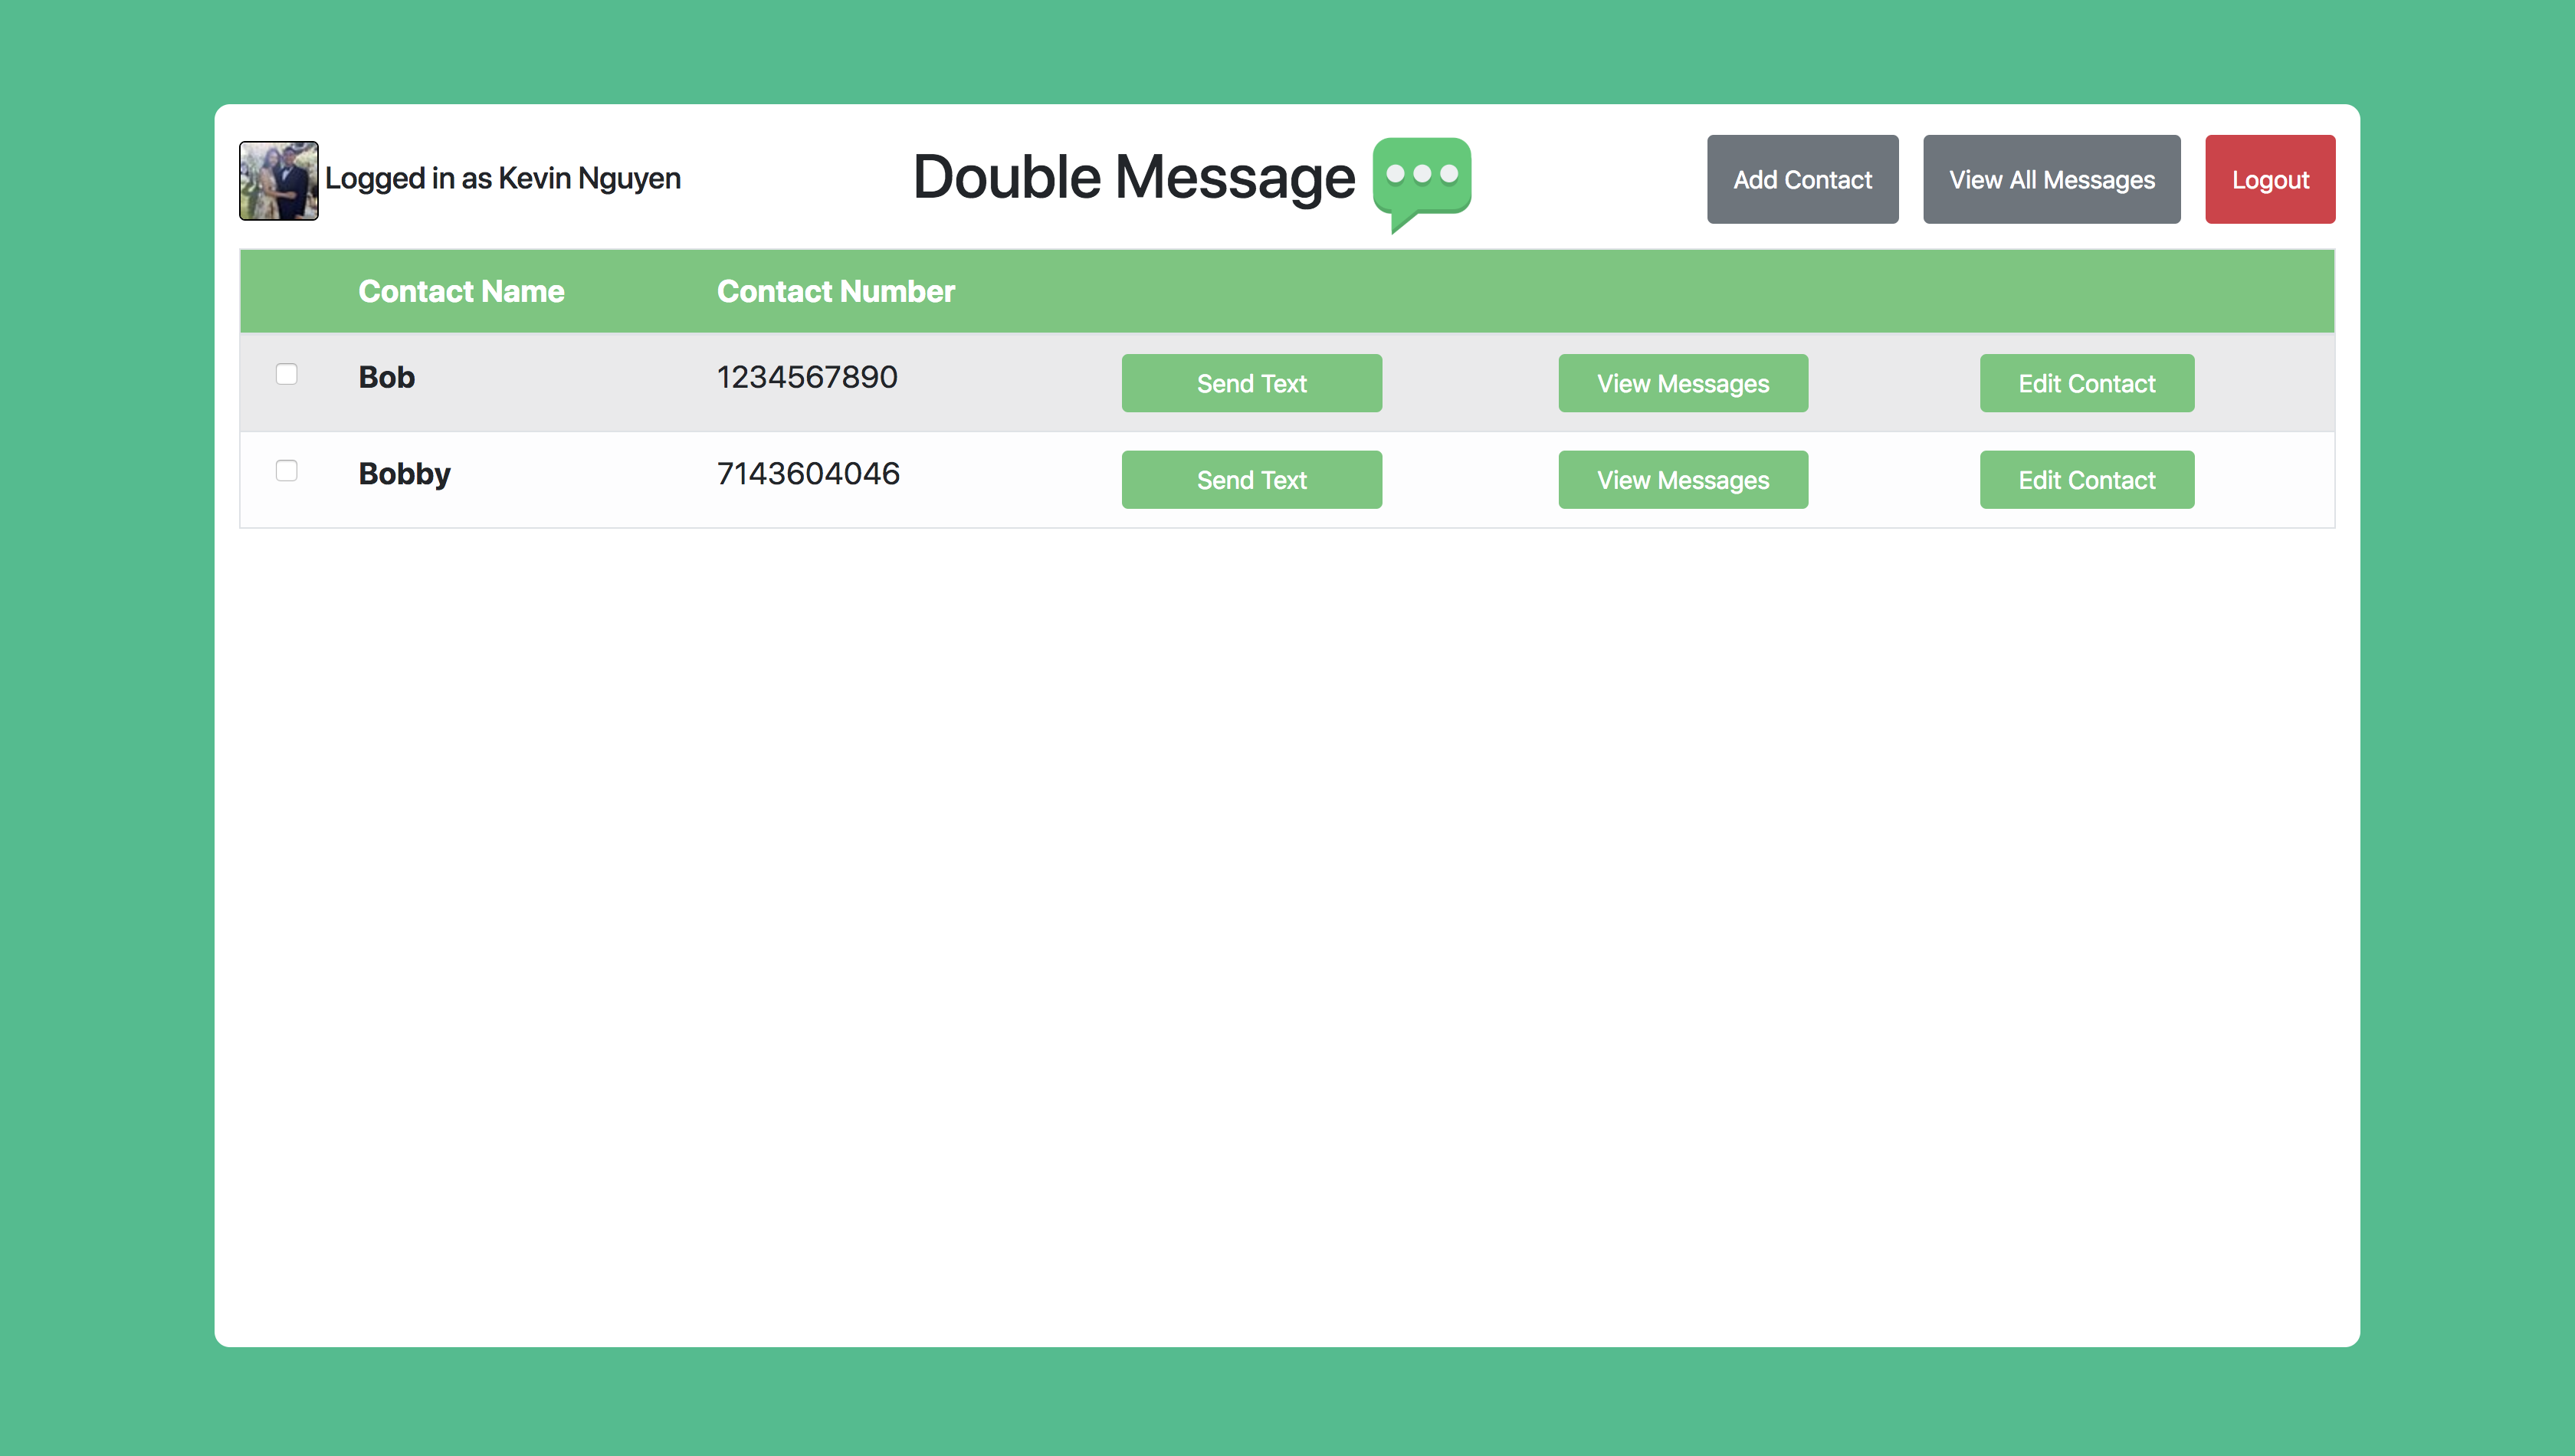 Logged in as Kevin Nguyen
Double Message
Add Contact
View All Messages
Logout
Contact Name Contact Number
Bob 1234567890 Send Text View Messages Edit Contact
Bobby 7143604046 Send Text View Messages Edit Contact